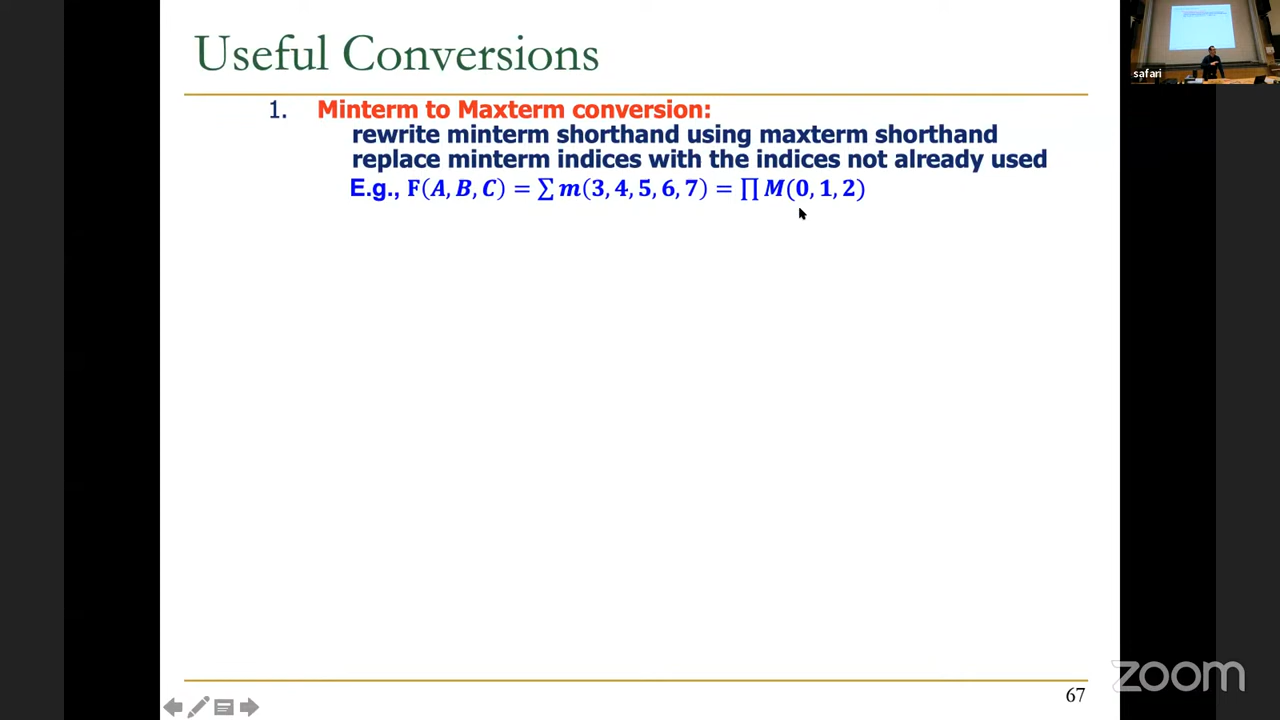 Useful Conversions
safari
1. Minterm to Maxterm conversion:
rewrite minterm shorthand using maxterm shorthand
replace minterm indices with the indices not already used
E.g., F(A, B, C) = ∑ m(3, 4, 5, 6, 7) = ∏ M(0, 1, 2)
67
zoom